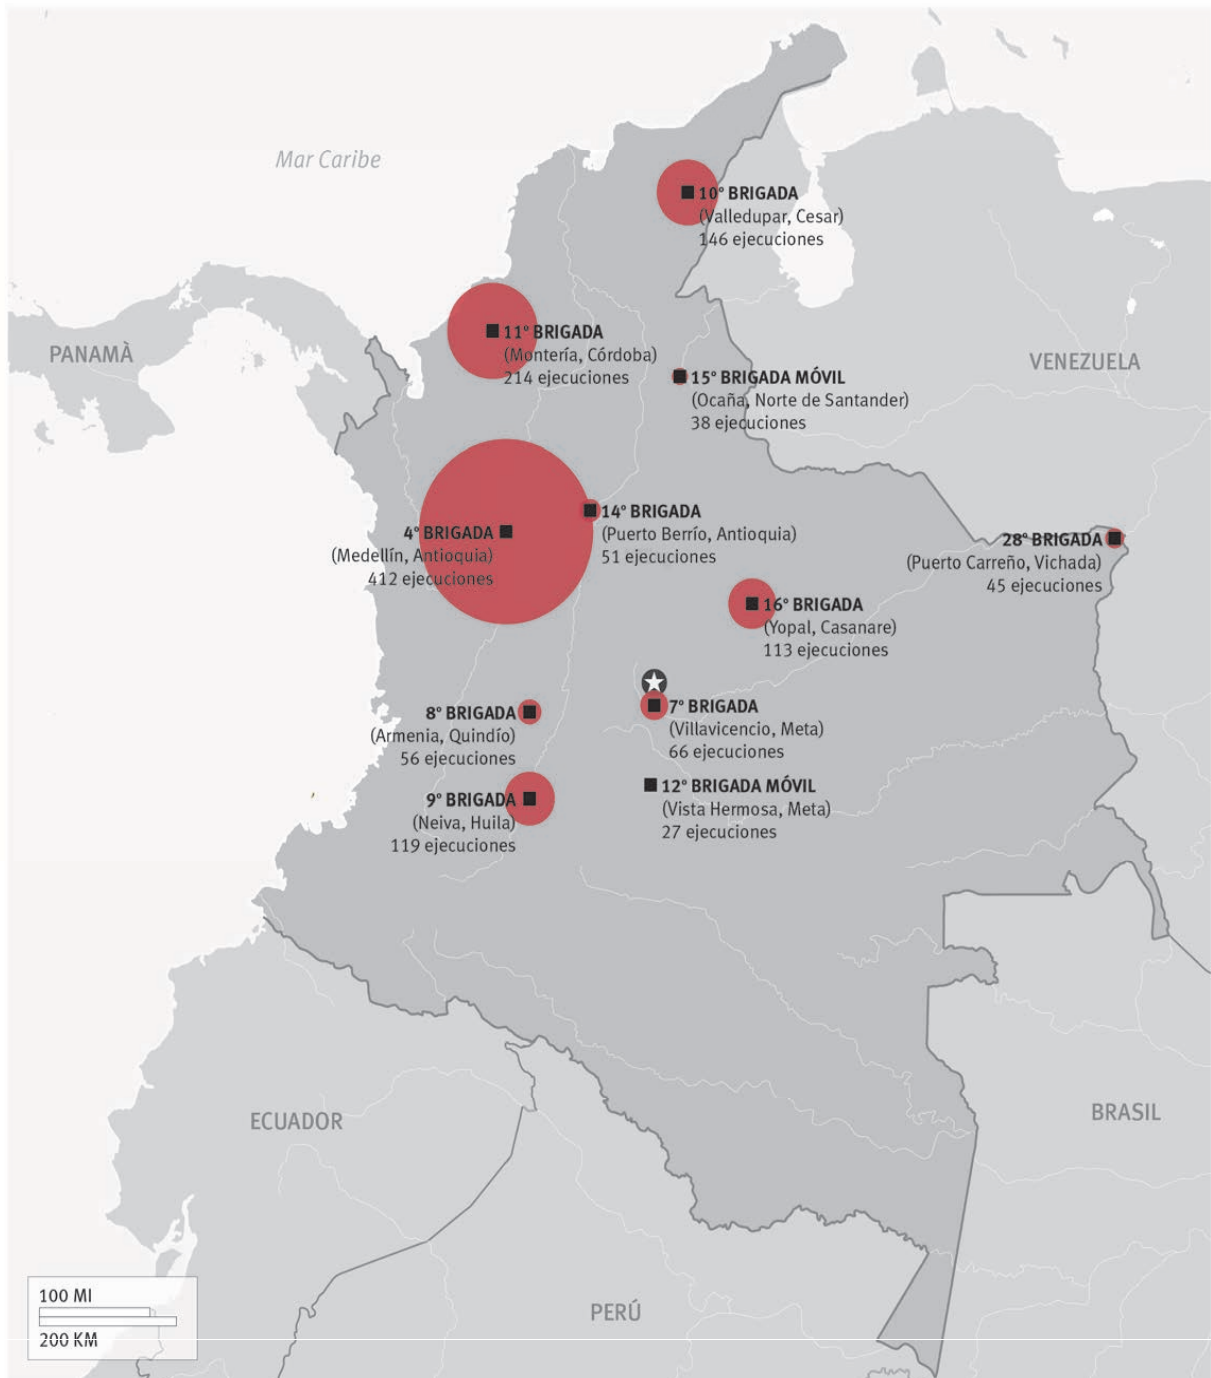 Mar Caribe
10° BRIGADA
(Valledupar, Cesar)
146 ejecuciones
11° BRIGADA
(Montería, Córdoba)
214 ejecuciones
PANAMÀ
VENEZUELA
15° BRIGADA MÓVIL
(Ocaña, Norte de Santander)
38 ejecuciones
14° BRIGADA
(Puerto Berrío, Antioquia)
51 ejecuciones
4° BRIGADA
(Medellín, Antioquia)
412 ejecuciones
28° BRIGADA
(Puerto Carreño, Vichada)
45 ejecuciones
16° BRIGADA
(Yopal, Casanare)
113 ejecuciones
8° BRIGADA
(Armenia, Quindío)
56 ejecuciones
7° BRIGADA
(Villavicencio, Meta)
66 ejecuciones
9° BRIGADA
(Neiva, Huila)
119 ejecuciones
12° BRIGADA MÓVIL
(Vista Hermosa, Meta)
27 ejecuciones
ECUADOR
BRASIL
PERÚ
100 MI
200 KM